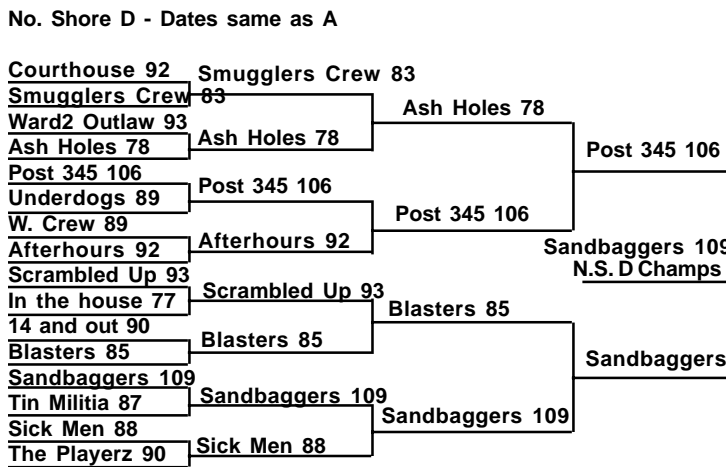 No. Shore D - Dates same as A
Courthouse 92
Smugglers Crew 83
Ward2 Outlaw 93
Ash Holes 78
Post 345 106
Underdogs 89
W. Crew 89
Afterhours 92
Scrambled Up 93
In the house 77
14 and out 90
Blasters 85
Sandbaggers 109
Tin Militia 87
Sick Men 88
The Playerz 90
Smugglers Crew 83
Ash Holes 78
Post 345 106
Afterhours 92
Scrambled Up 93
Blasters 85
Sandbaggers 109
Sick Men 88
Ash Holes 78
Post 345 106
Blasters 85
Sandbaggers 109
Post 345 106
Sandbaggers
Sandbaggers 109
N.S. D Champs